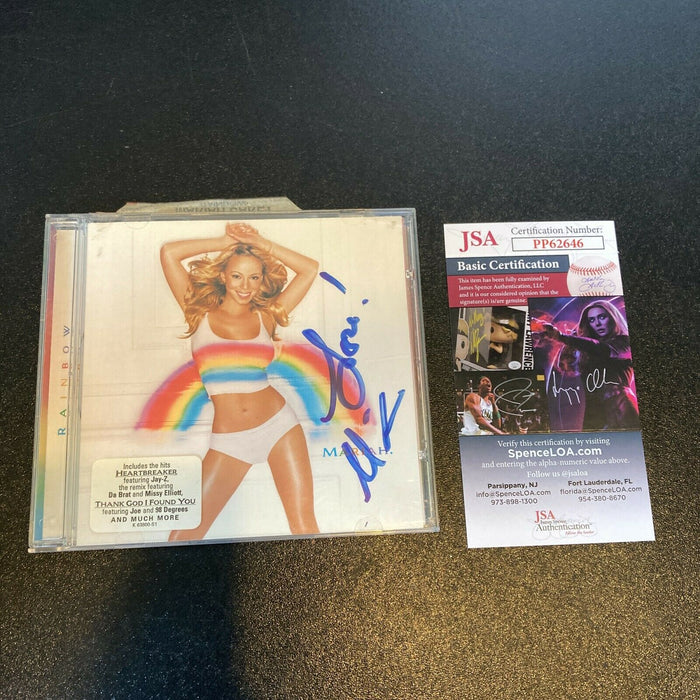 RAINBOW
MARIAH.
Love!
Includes the hits
HEARTBREAKER
featuring Jay-Z,
the remix featuring
Da Brat and Missy Elliott,
THANK GOD I FOUND YOU
featuring Joe and 98 Degrees
AND MUCH MORE
JSA
Certification Number:
PP62646
Basic Certification
This item has been fully examined by
James Spence Authentication, LLC
and it is our considered opinion that the
signature(s) is/are genuine.
Verify this certification by visiting
SpenceLOA.com
and entering the alpha-numeric value above.
Follow us @jsaloa
Parsippany, NJ
info@SpenceLOA.com
973-898-1300
Fort Lauderdale, FL
florida@SpenceLOA.com
954-380-8670
JSA
James Spence
Authentication